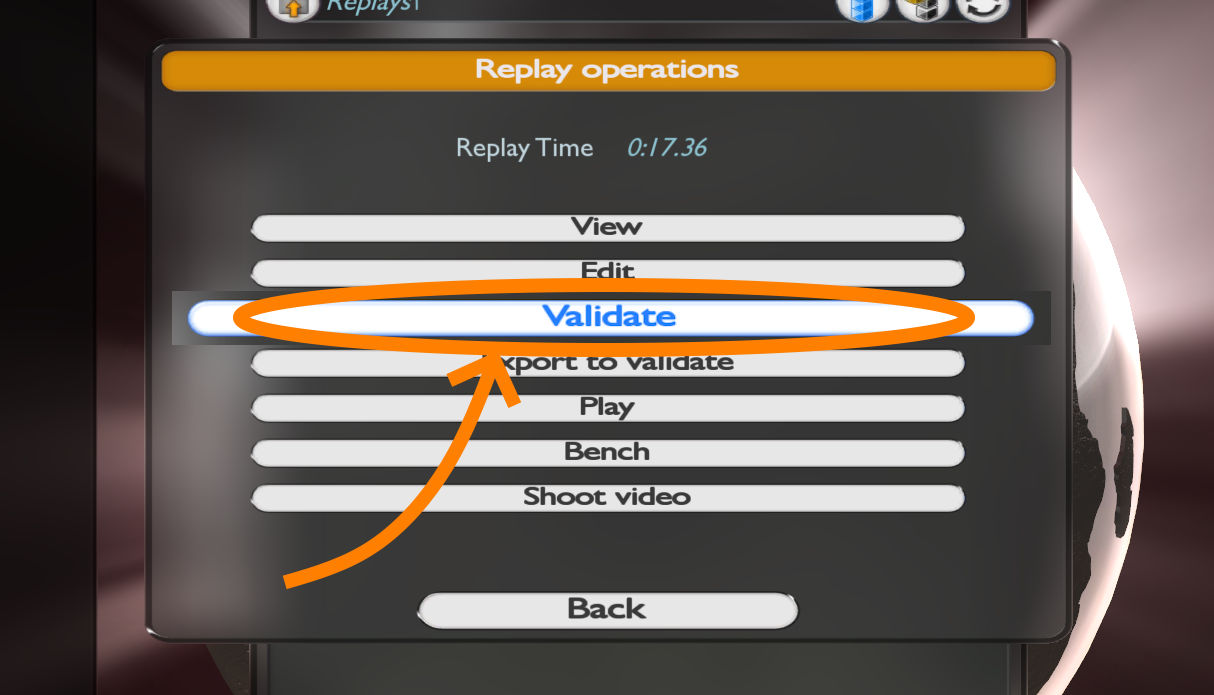 Replays\
Replay operations
Replay Time 0:17.36
View
Edit
Validate
Export to validate
Play
Bench
Shoot video
Back